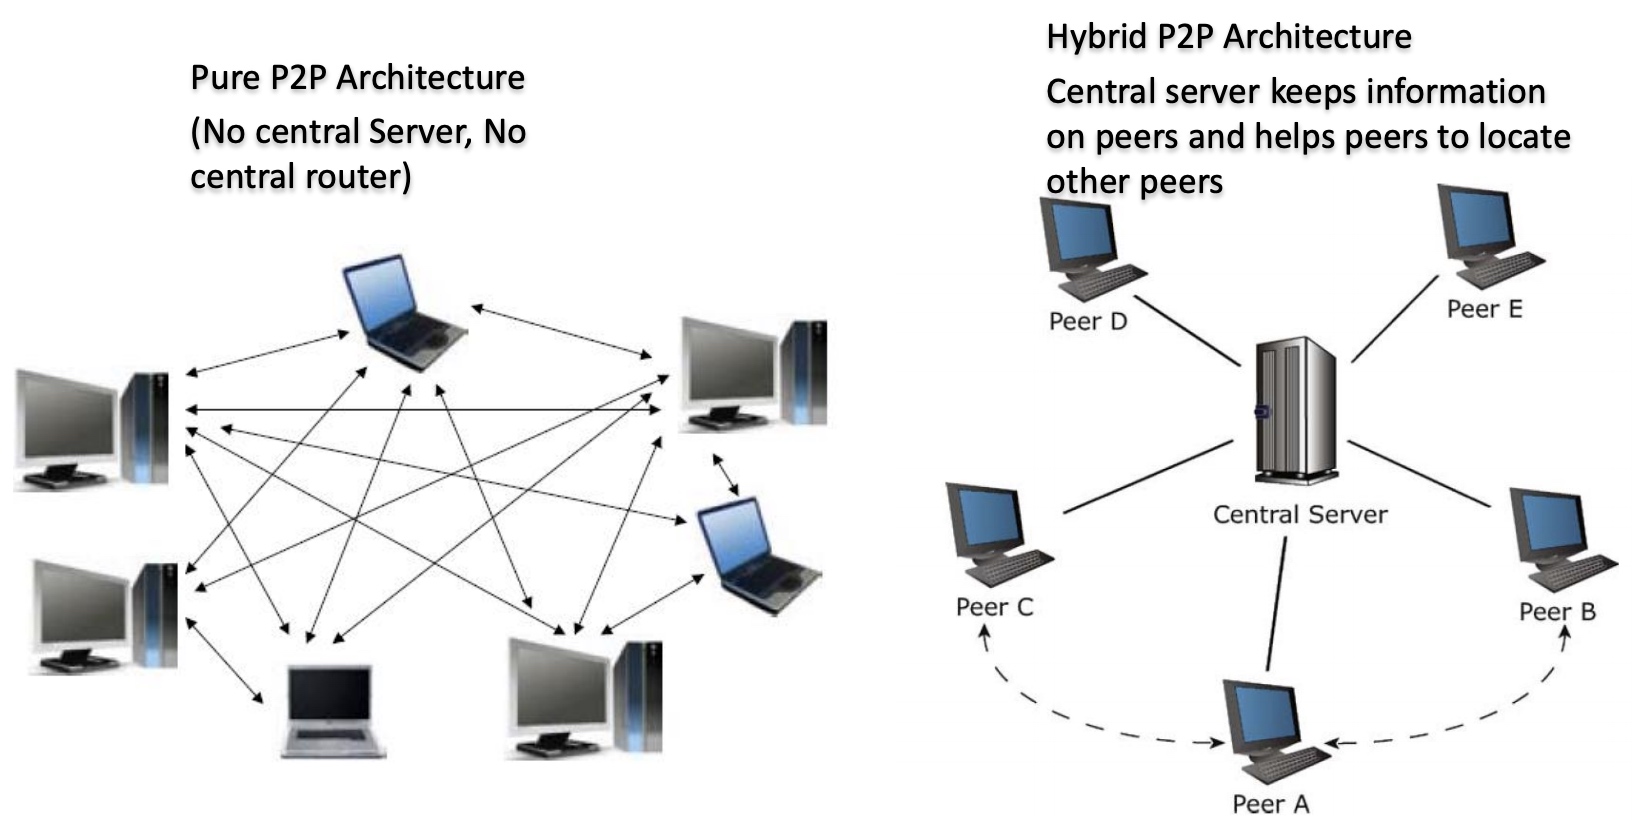 Pure P2P Architecture
(No central Server, No
central router)
Hybrid P2P Architecture
Central server keeps information
on peers and helps peers to locate
other peers
Peer D
Peer E
Central Server
Peer C
Peer B
Peer A